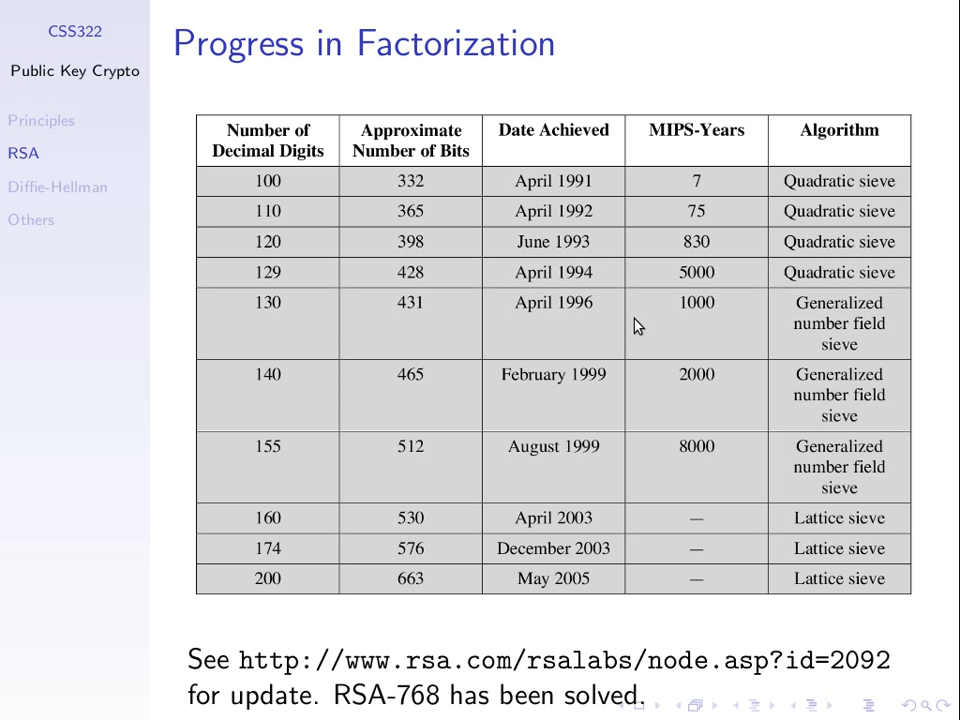 CSS322
Public Key Crypto
Principles
RSA
Diffie-Hellman
Others
Progress in Factorization
Number of Decimal Digits Approximate Number of Bits Date Achieved MIPS-Years Algorithm
100 332 April 1991 7 Quadratic sieve
110 365 April 1992 75 Quadratic sieve
120 398 June 1993 830 Quadratic sieve
129 428 April 1994 5000 Quadratic sieve
130 431 April 1996 1000 Generalized number field sieve
140 465 February 1999 2000 Generalized number field sieve
155 512 August 1999 8000 Generalized number field sieve
160 530 April 2003 — Lattice sieve
174 576 December 2003 — Lattice sieve
200 663 May 2005 — Lattice sieve
See http://www.rsa.com/rsalabs/node.asp?id=2092
for update. RSA-768 has been solved.